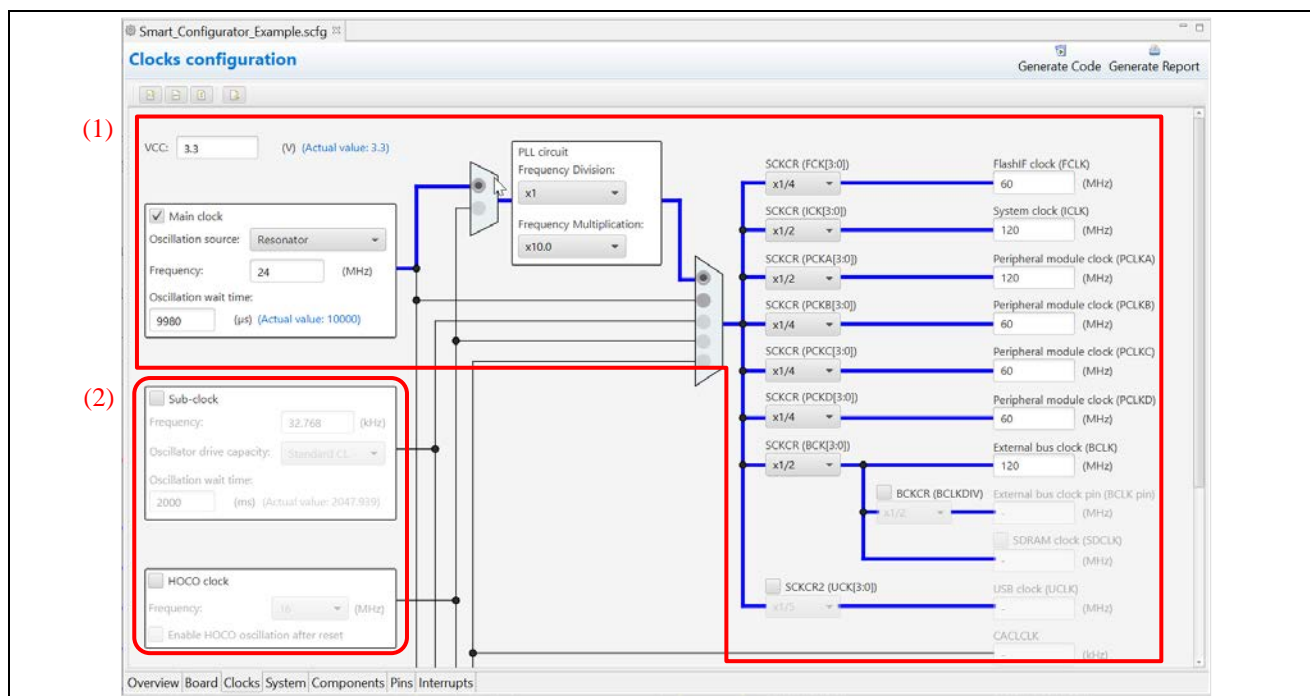 Smart_Configurator_Example.scfg
Clocks configuration
Generate Code Generate Report
(1)
VCC: 3.3 (V) (Actual value: 3.3)
Main clock
Oscillation source: Resonator
Frequency: 24 (MHz)
Oscillation wait time:
9980 (µs) (Actual value: 10000)
PLL circuit
Frequency Division:
x1
Frequency Multiplication:
x10.0
(2)
Sub-clock
Frequency: 32.768 (kHz)
Oscillator drive capacity: Standard CL
Oscillation wait time:
2000 (ms) (Actual value: 2047.939)
HOCO clock
Frequency: 16 (MHz)
Enable HOCO oscillation after reset
SCKCR (FCK[3:0]) FlashIF clock (FCLK)
x1/4 60 (MHz)
SCKCR (ICK[3:0]) System clock (ICLK)
x1/2 120 (MHz)
SCKCR (PCKA[3:0]) Peripheral module clock (PCLKA)
x1/2 120 (MHz)
SCKCR (PCKB[3:0]) Peripheral module clock (PCLKB)
x1/4 60 (MHz)
SCKCR (PCKC[3:0]) Peripheral module clock (PCLKC)
x1/4 60 (MHz)
SCKCR (PCKD[3:0]) Peripheral module clock (PCLKD)
x1/4 60 (MHz)
SCKCR (BCK[3:0]) External bus clock (BCLK)
x1/2 120 (MHz)
BCKCR (BCLKDIV) External bus clock pin (BCLK pin)
x1/2 - (MHz)
SDRAM clock (SDCLK)
- (MHz)
SCKCR2 (UCK[3:0]) USB clock (UCLK)
x1/5 - (MHz)
CACLCLK
- (kHz)
Overview Board Clocks System Components Pins Interrupts